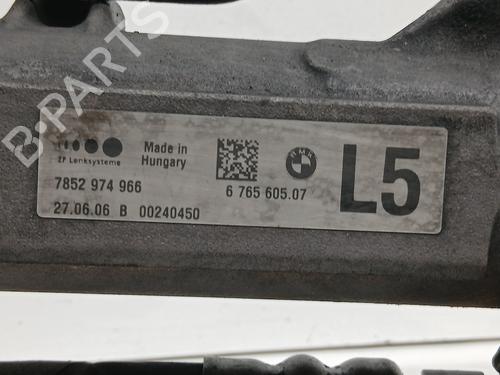 ZF Lenksysteme
Made in
Hungary
BMW
L5
7852 974 966
6 765 605.07
27.06.06 B 00240450
B-Parts